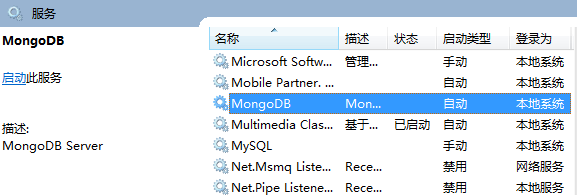 服务
MongoDB
启动此服务
描述:
MongoDB Server
名称 描述 状态 启动类型 登录为
Microsoft Softw... 管理... 手动 本地系统
Mobile Partner. ... 自动 本地系统
MongoDB Mon... 自动 本地系统
Multimedia Clas... 基于... 已启动 自动 本地系统
MySQL 手动 本地系统
Net.Msmq Listene... Rece... 禁用 网络服务
Net.Pipe Listene... Rece... 禁用 本地服务